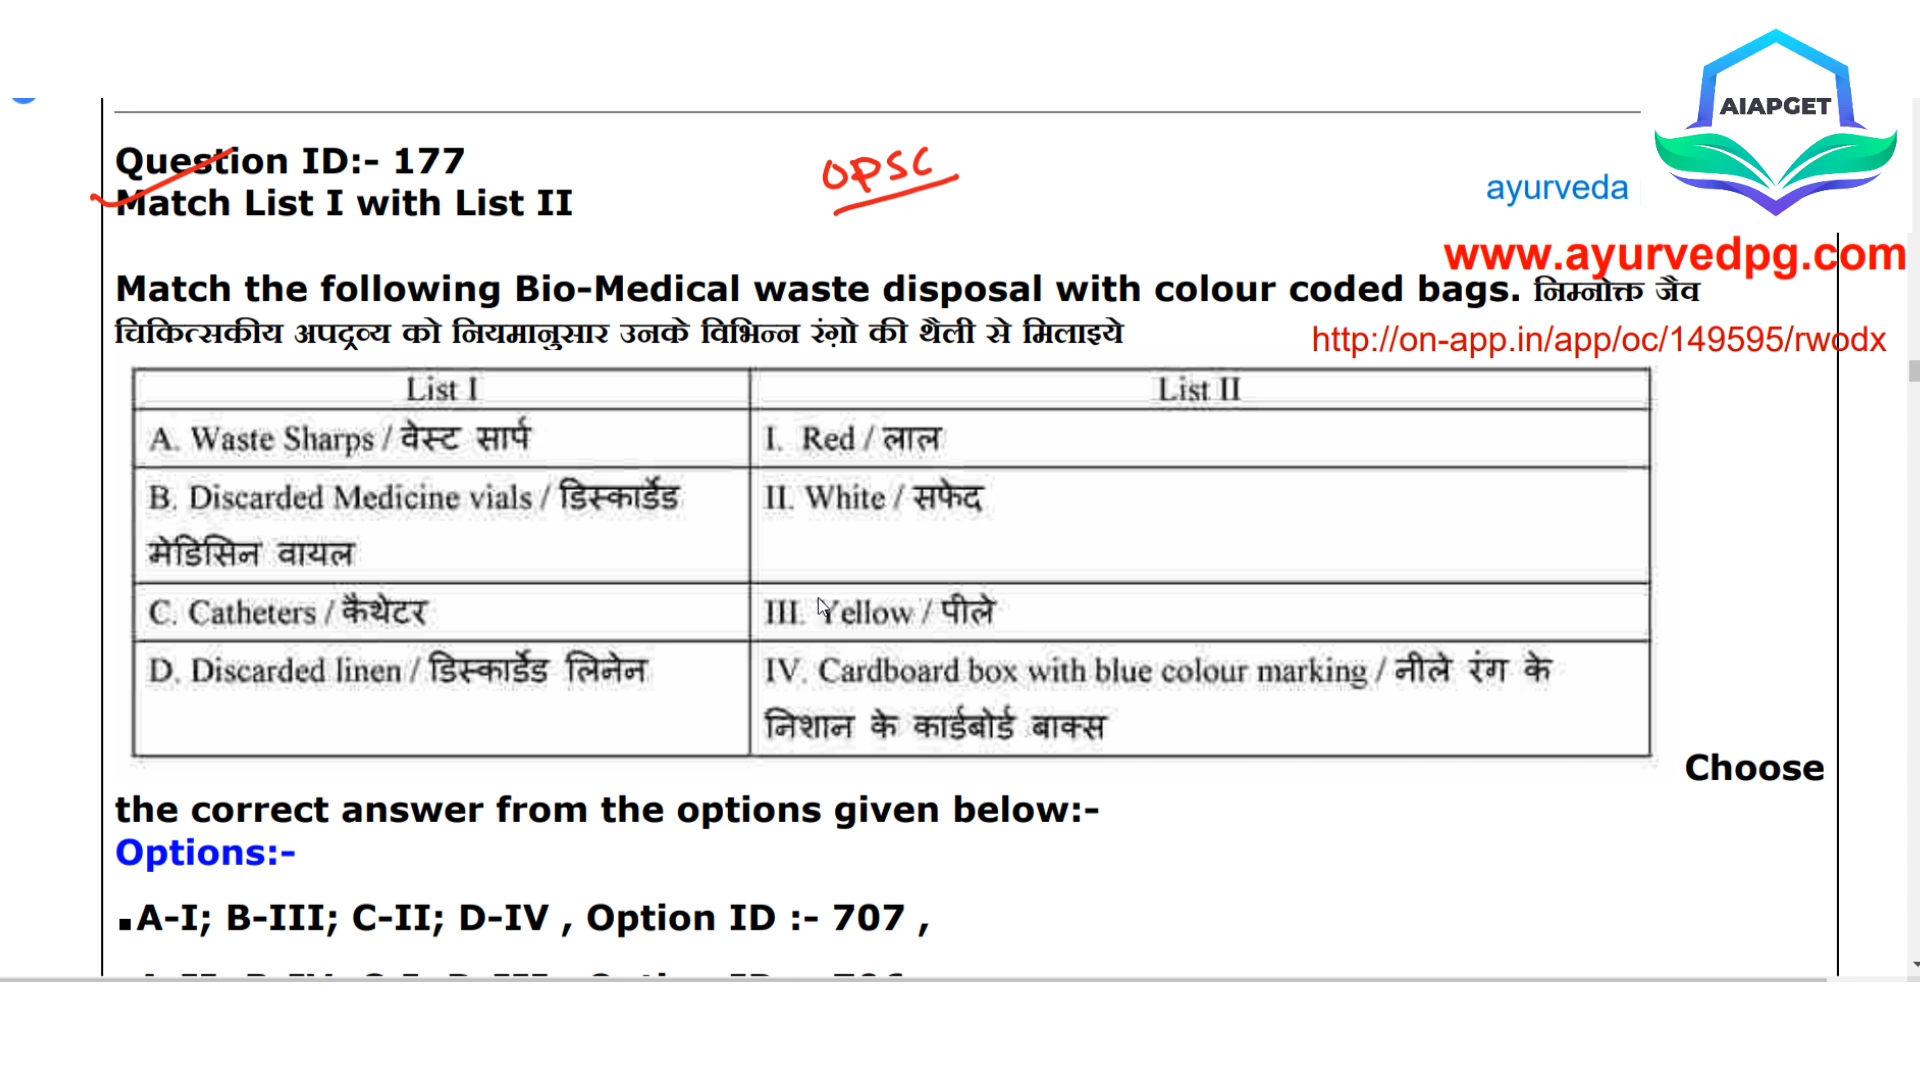 AIAPGET
Question ID:- 177
OPSC
Match List I with List II
ayurveda
www.ayurvedpg.com
Match the following Bio-Medical waste disposal with colour coded bags. निम्नोक्त जैव
चिकित्सकीय अपद्रव्य को नियमानुसार उनके विभिन्न रंग़ो की थैली से मिलाइये
http://on-app.in/app/oc/149595/rwodx
List I
List II
A. Waste Sharps / वेस्ट सार्प
I. Red / लाल
B. Discarded Medicine vials / डिस्कार्डेड
मेडिसिन वायल
II. White / सफेद
C. Catheters / कैथेटर
III. Yellow / पीले
D. Discarded linen / डिस्कार्डेड लिनेन
IV. Cardboard box with blue colour marking / नीले रंग के
निशान के कार्डबोर्ड बाक्स
Choose
the correct answer from the options given below:-
Options:-
▪A-I; B-III; C-II; D-IV , Option ID :- 707 ,